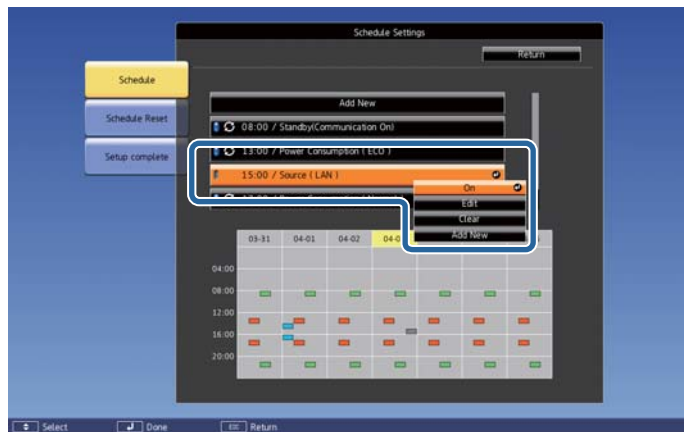 Schedule Settings
Return
Schedule
Schedule Reset
Setup complete
Add New
08:00 / Standby(Communication On)
13:00 / Power Consumption ( ECO )
15:00 / Source ( LAN )
On
Edit
Clear
Add New
03-31 04-01 04-02 04-0
04:00
08:00
12:00
16:00
20:00
Select Done Esc Return